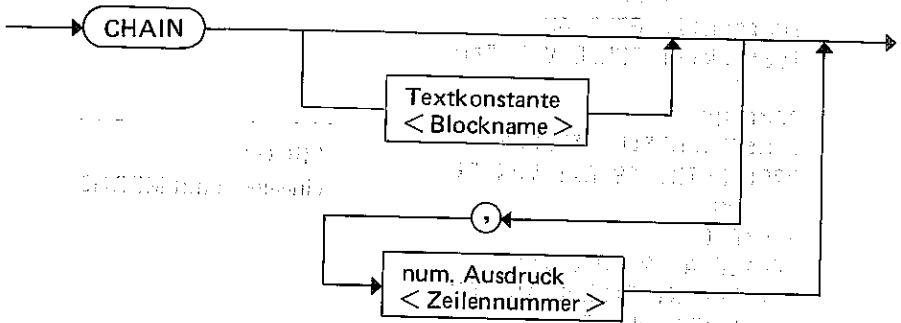 CHAIN
Textkonstante
< Blockname >
,
num. Ausdruck
< Zeilennummer >